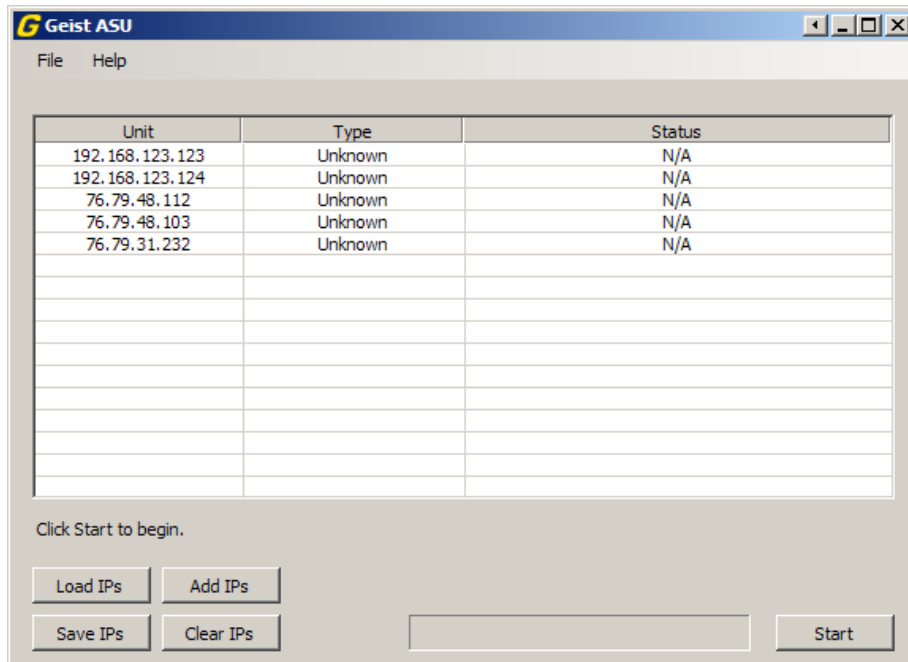 G Geist ASU
File Help
Unit Type Status
192.168.123.123 Unknown N/A
192.168.123.124 Unknown N/A
76.79.48.112 Unknown N/A
76.79.48.103 Unknown N/A
76.79.31.232 Unknown N/A
Click Start to begin.
Load IPs Add IPs
Save IPs Clear IPs Start